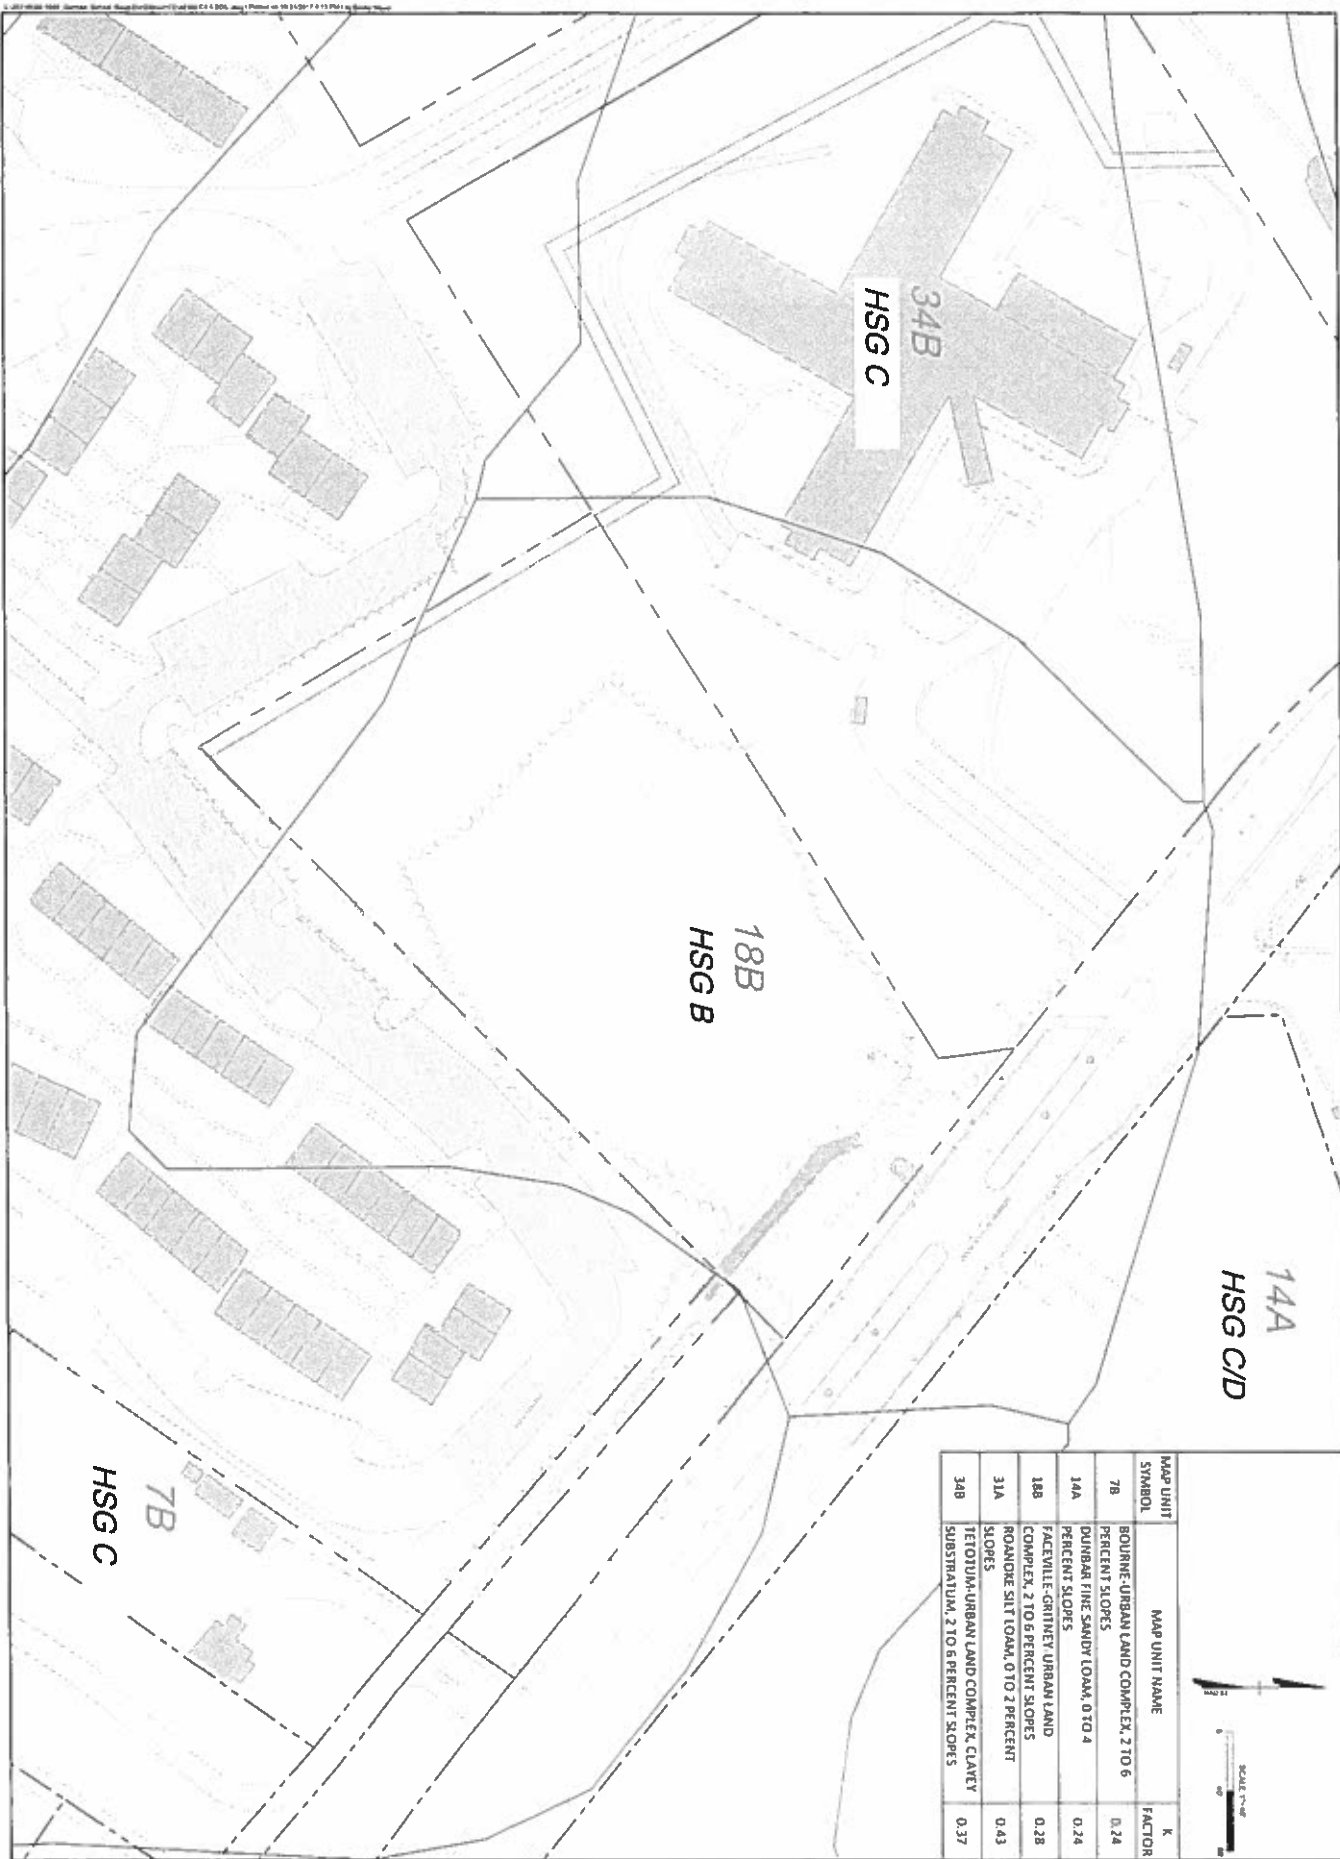 34B
HSG C
18B
HSG B
14A
HSG C/D
7B
HSG C
MAP UNIT
SYMBOL
MAP UNIT NAME
K
FACTOR
7B
BOURNE-URBAN LAND COMPLEX, 2 TO 6
PERCENT SLOPES
0.24
14A
DUNBAR FINE SANDY LOAM, 0 TO 4
PERCENT SLOPES
0.24
18B
FACEVILLE-GRITNEY-URBAN LAND
COMPLEX, 2 TO 6 PERCENT SLOPES
0.28
31A
ROANOKE SILT LOAM, 0 TO 2 PERCENT
SLOPES
0.43
34B
TETOTUM-URBAN LAND COMPLEX, CLAYEY
SUBSTRATUM, 2 TO 6 PERCENT SLOPES
0.37